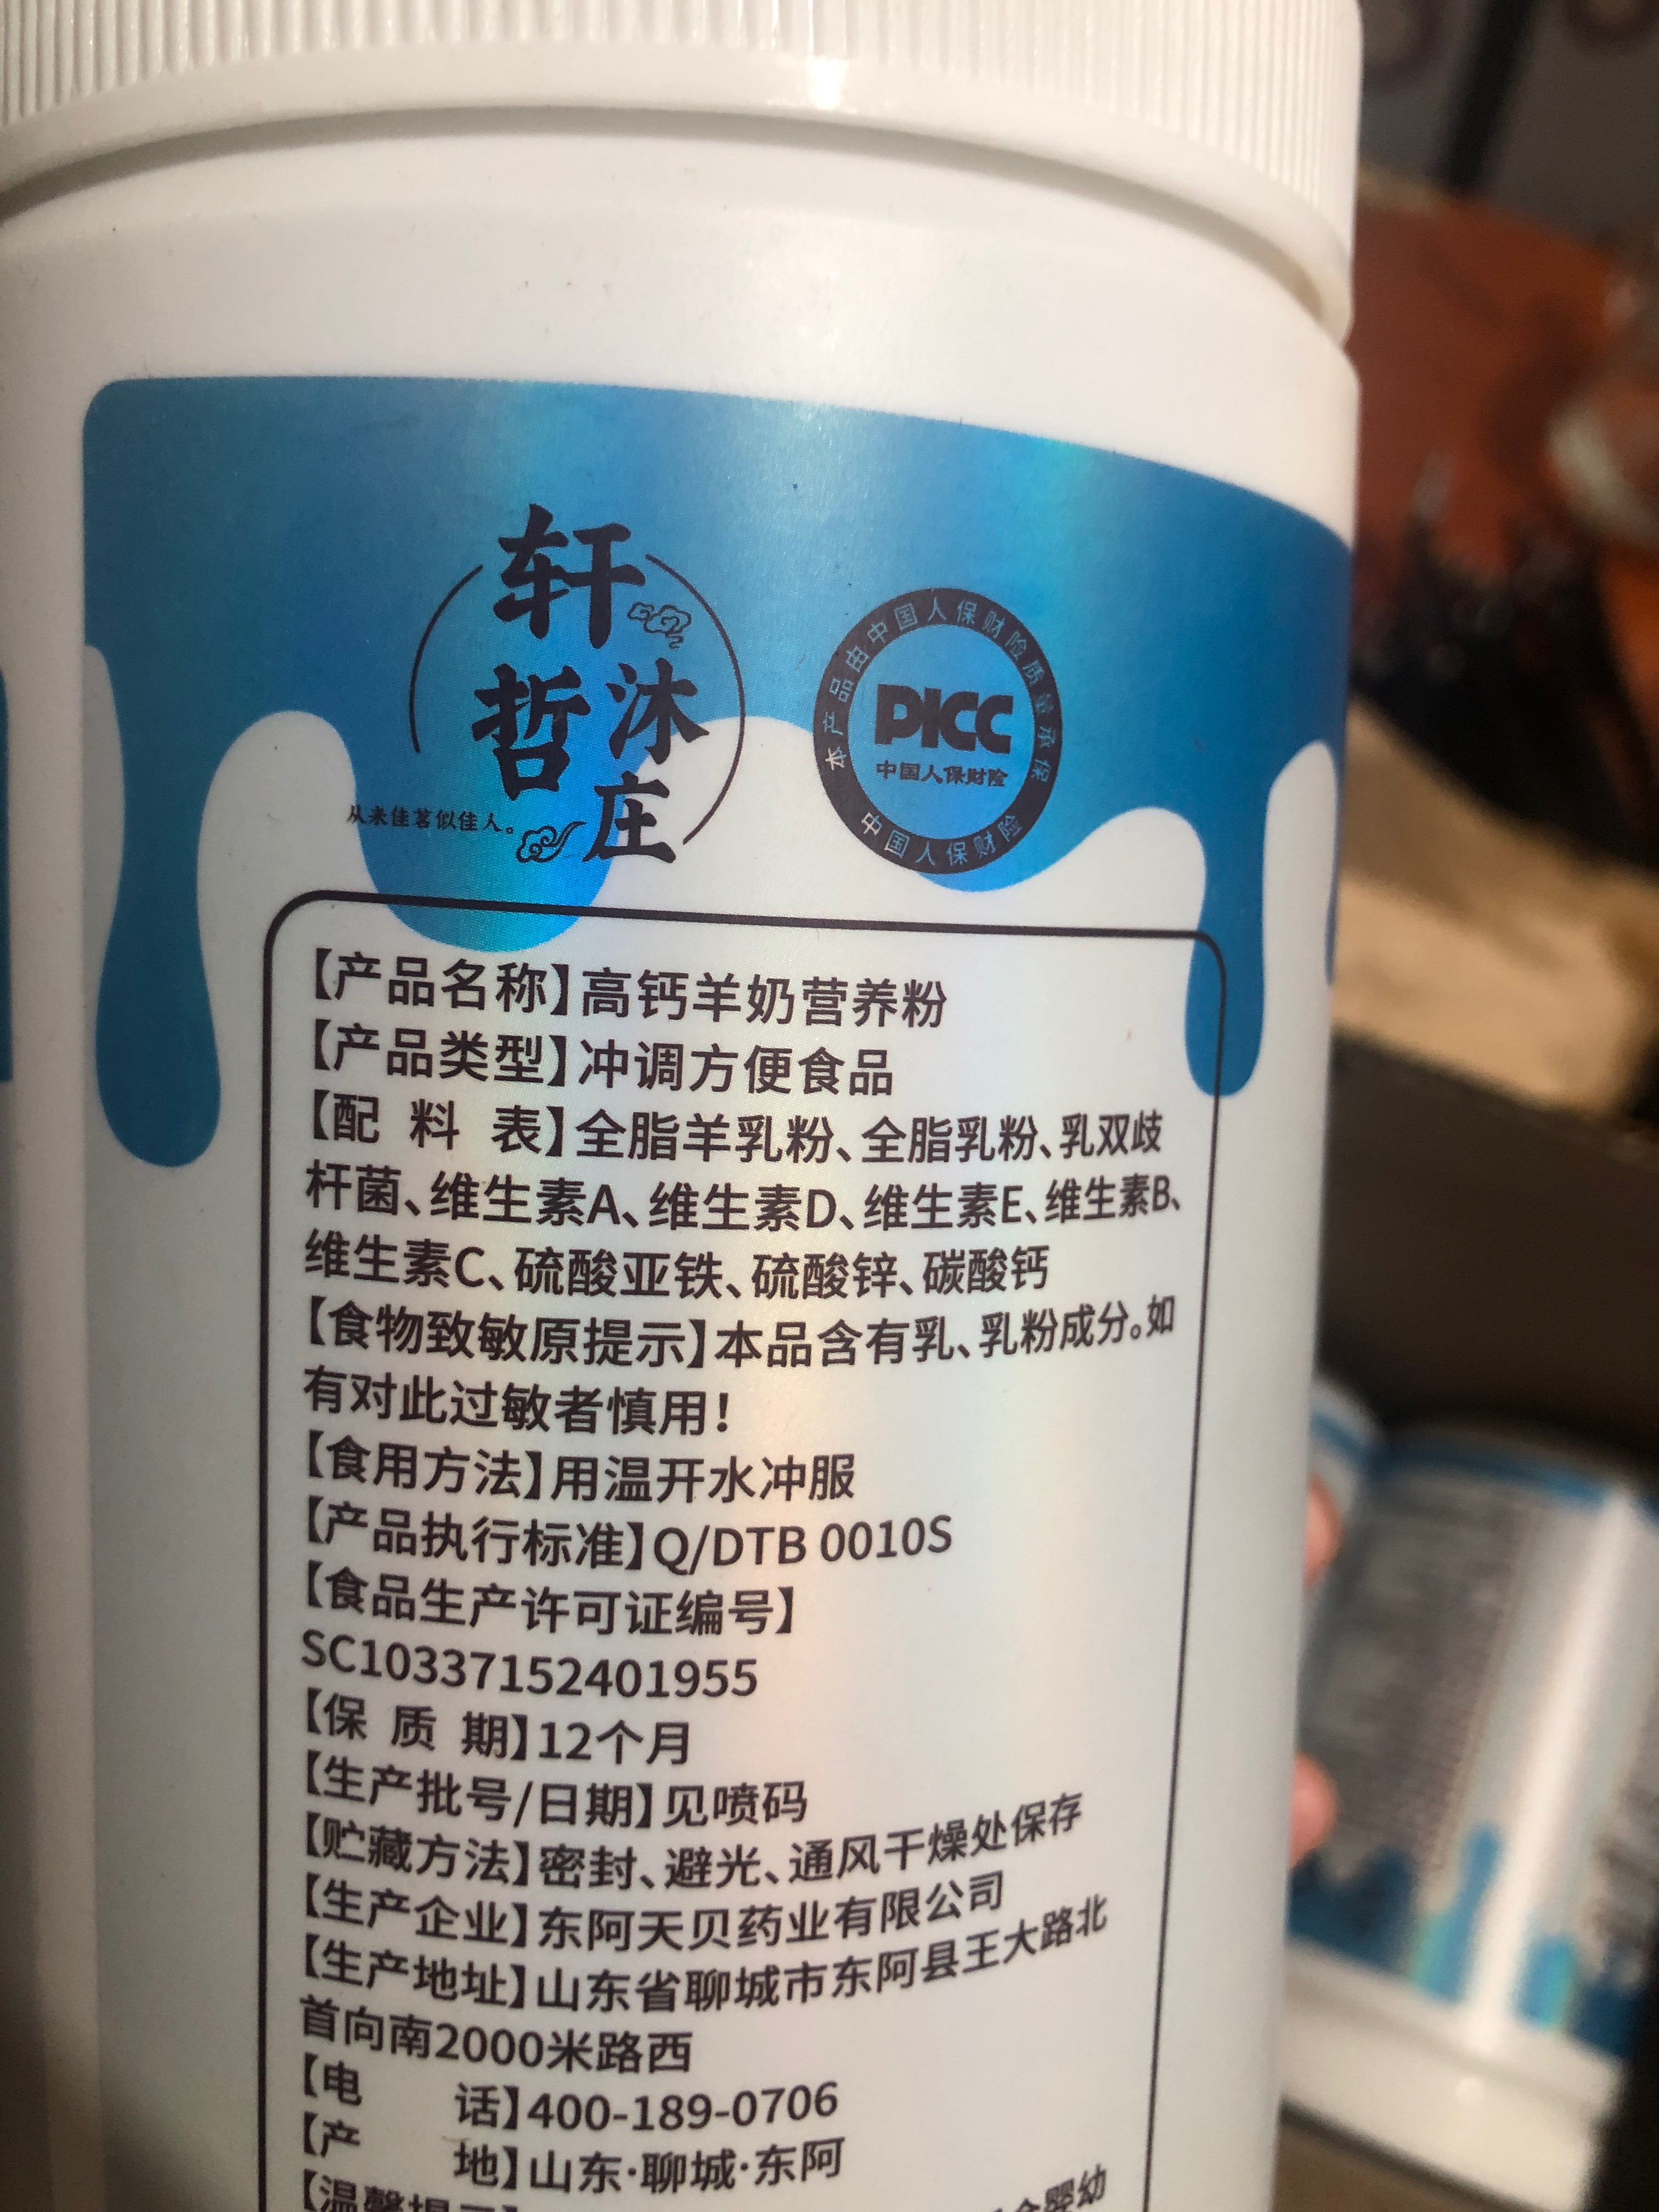 轩
哲
沐
庄
从来佳茗似佳人。
本产品由中国人保财险质量承保
PICC
中国人保财险
中国人保财险
【产品名称】高钙羊奶营养粉
【产品类型】冲调方便食品
【配 料 表】全脂羊乳粉、全脂乳粉、乳双歧
杆菌、维生素A、维生素D、维生素E、维生素B、
维生素C、硫酸亚铁、硫酸锌、碳酸钙
【食物致敏原提示】本品含有乳、乳粉成分。如
有对此过敏者慎用！
【食用方法】用温开水冲服
【产品执行标准】Q/DTB 0010S
【食品生产许可证编号】
SC10337152401955
【保 质 期】12个月
【生产批号/日期】见喷码
【贮藏方法】密封、避光、通风干燥处保存
【生产企业】东阿天贝药业有限公司
【生产地址】山东省聊城市东阿县王大路北
首向南2000米路西
【电 话】400-189-0706
【产 地】山东·聊城·东阿
【温馨提示】 婴幼